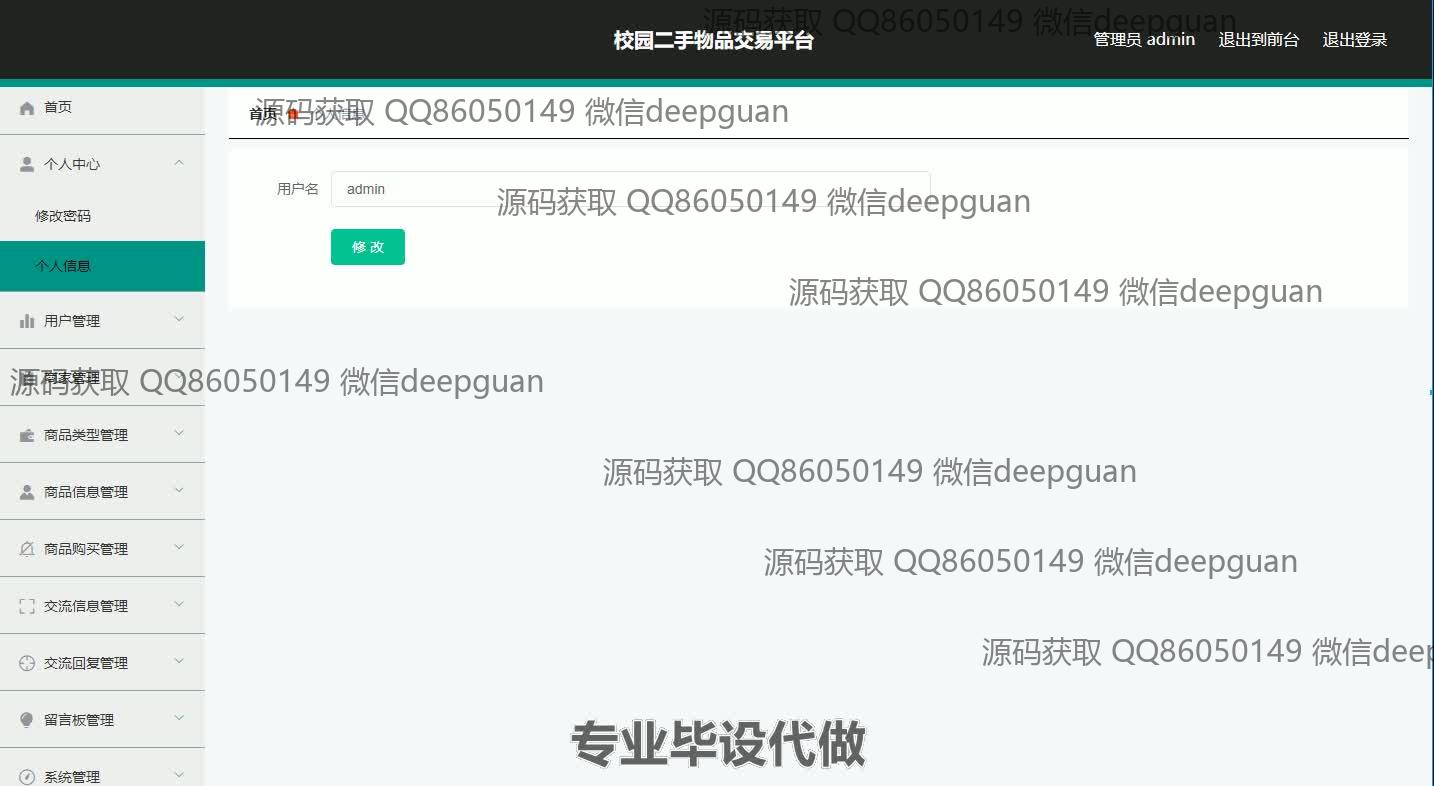 源码获取 QQ86050149 微信deepguan
校园二手物品交易平台
管理员 admin 退出到前台 退出登录
首页
源码获取 QQ86050149 微信deepguan
首页 个人信息
个人中心
用户名 admin
源码获取 QQ86050149 微信deepguan
修改密码
修 改
个人信息
源码获取 QQ86050149 微信deepguan
用户管理
商家管理
源码获取 QQ86050149 微信deepguan
商品类型管理
源码获取 QQ86050149 微信deepguan
商品信息管理
商品购买管理
源码获取 QQ86050149 微信deepguan
交流信息管理
源码获取 QQ86050149 微信deep
交流回复管理
留言板管理
专业毕设代做
系统管理